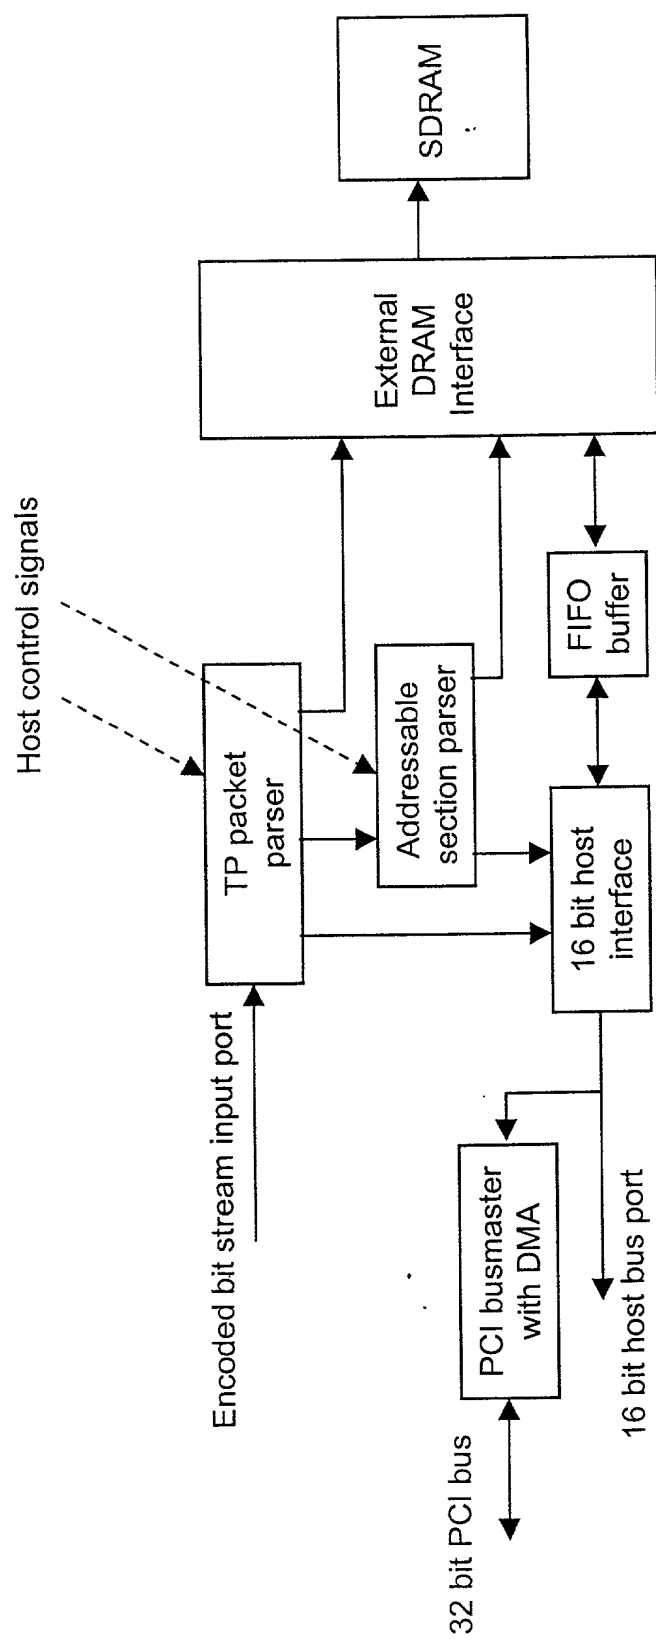 Host control signals
Encoded bit stream input port
TP packet
parser
Addressable
section parser
External
DRAM
Interface
SDRAM
32 bit PCI bus
PCI busmaster
with DMA
16 bit host
interface
FIFO
buffer
16 bit host bus port